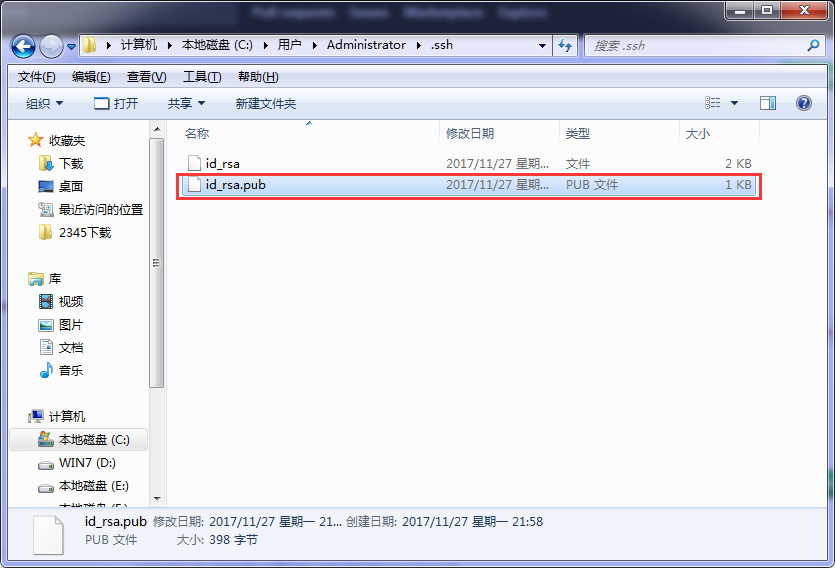 Pull requests Issues Marketplace Explore
计算机 本地磁盘 (C:) 用户 Administrator .ssh 搜索 .ssh
文件(F) 编辑(E) 查看(V) 工具(T) 帮助(H)
组织 打开 共享 新建文件夹
名称 修改日期 类型 大小
id_rsa 2017/11/27 星期... 文件 2 KB
id_rsa.pub 2017/11/27 星期... PUB 文件 1 KB
收藏夹
下载
桌面
最近访问的位置
2345下载
库
视频
图片
文档
音乐
计算机
本地磁盘 (C:)
WIN7 (D:)
本地磁盘 (E:)
id_rsa.pub 修改日期: 2017/11/27 星期一 21... 创建日期: 2017/11/27 星期一 21:58
PUB 文件 大小: 398 字节